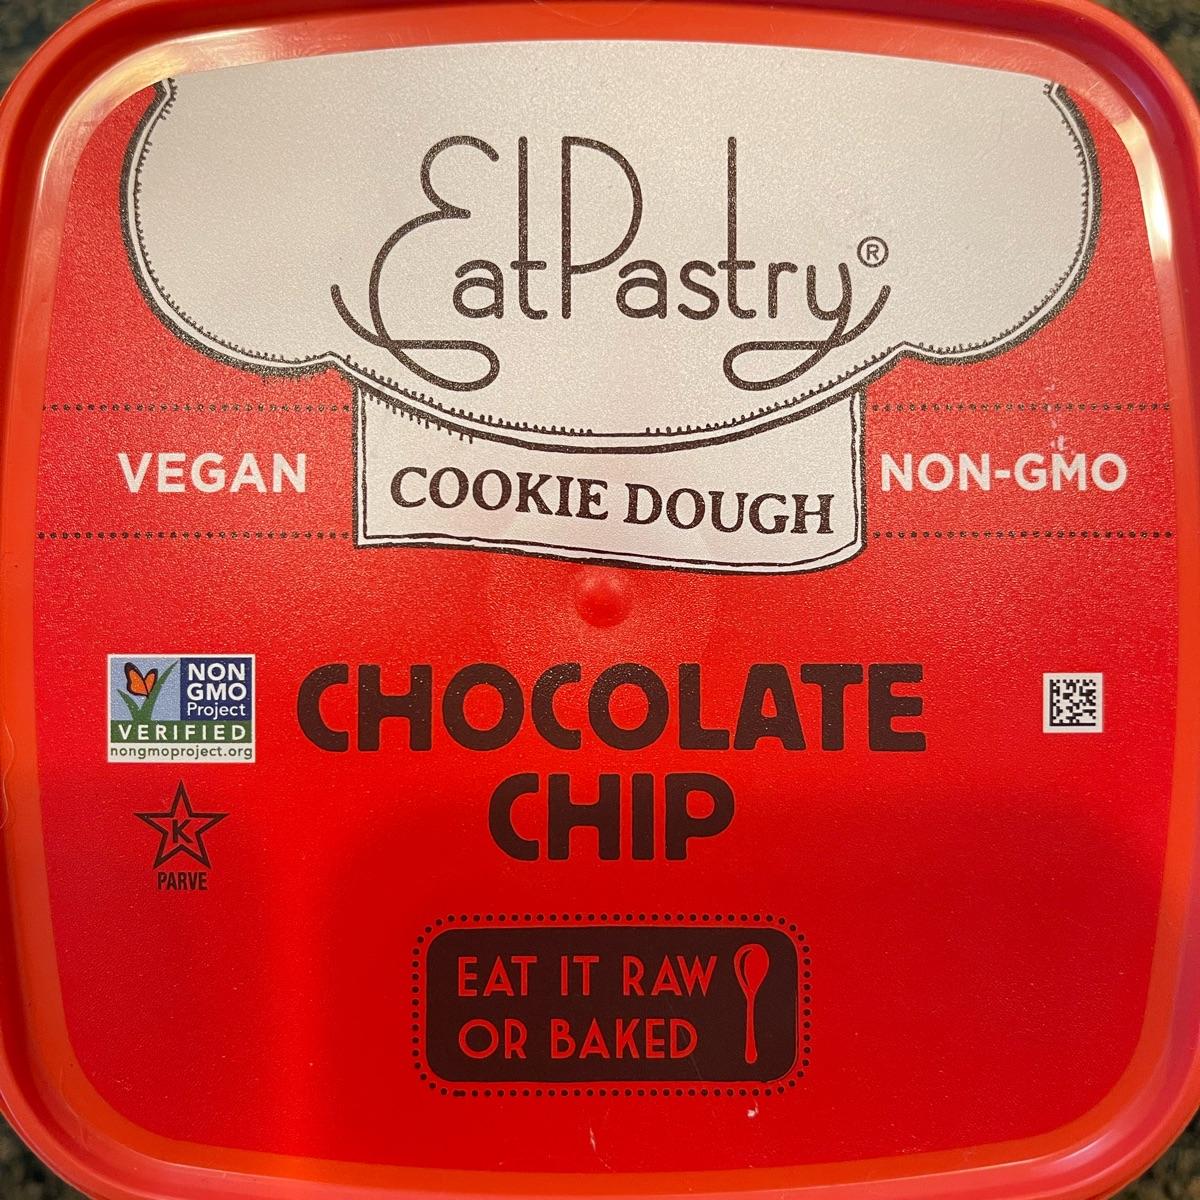 EatPastry®
COOKIE DOUGH
VEGAN
NON-GMO
NON
GMO
Project
VERIFIED
nongmoproject.org
CHOCOLATE
CHIP
K
PARVE
EAT IT RAW
OR BAKED